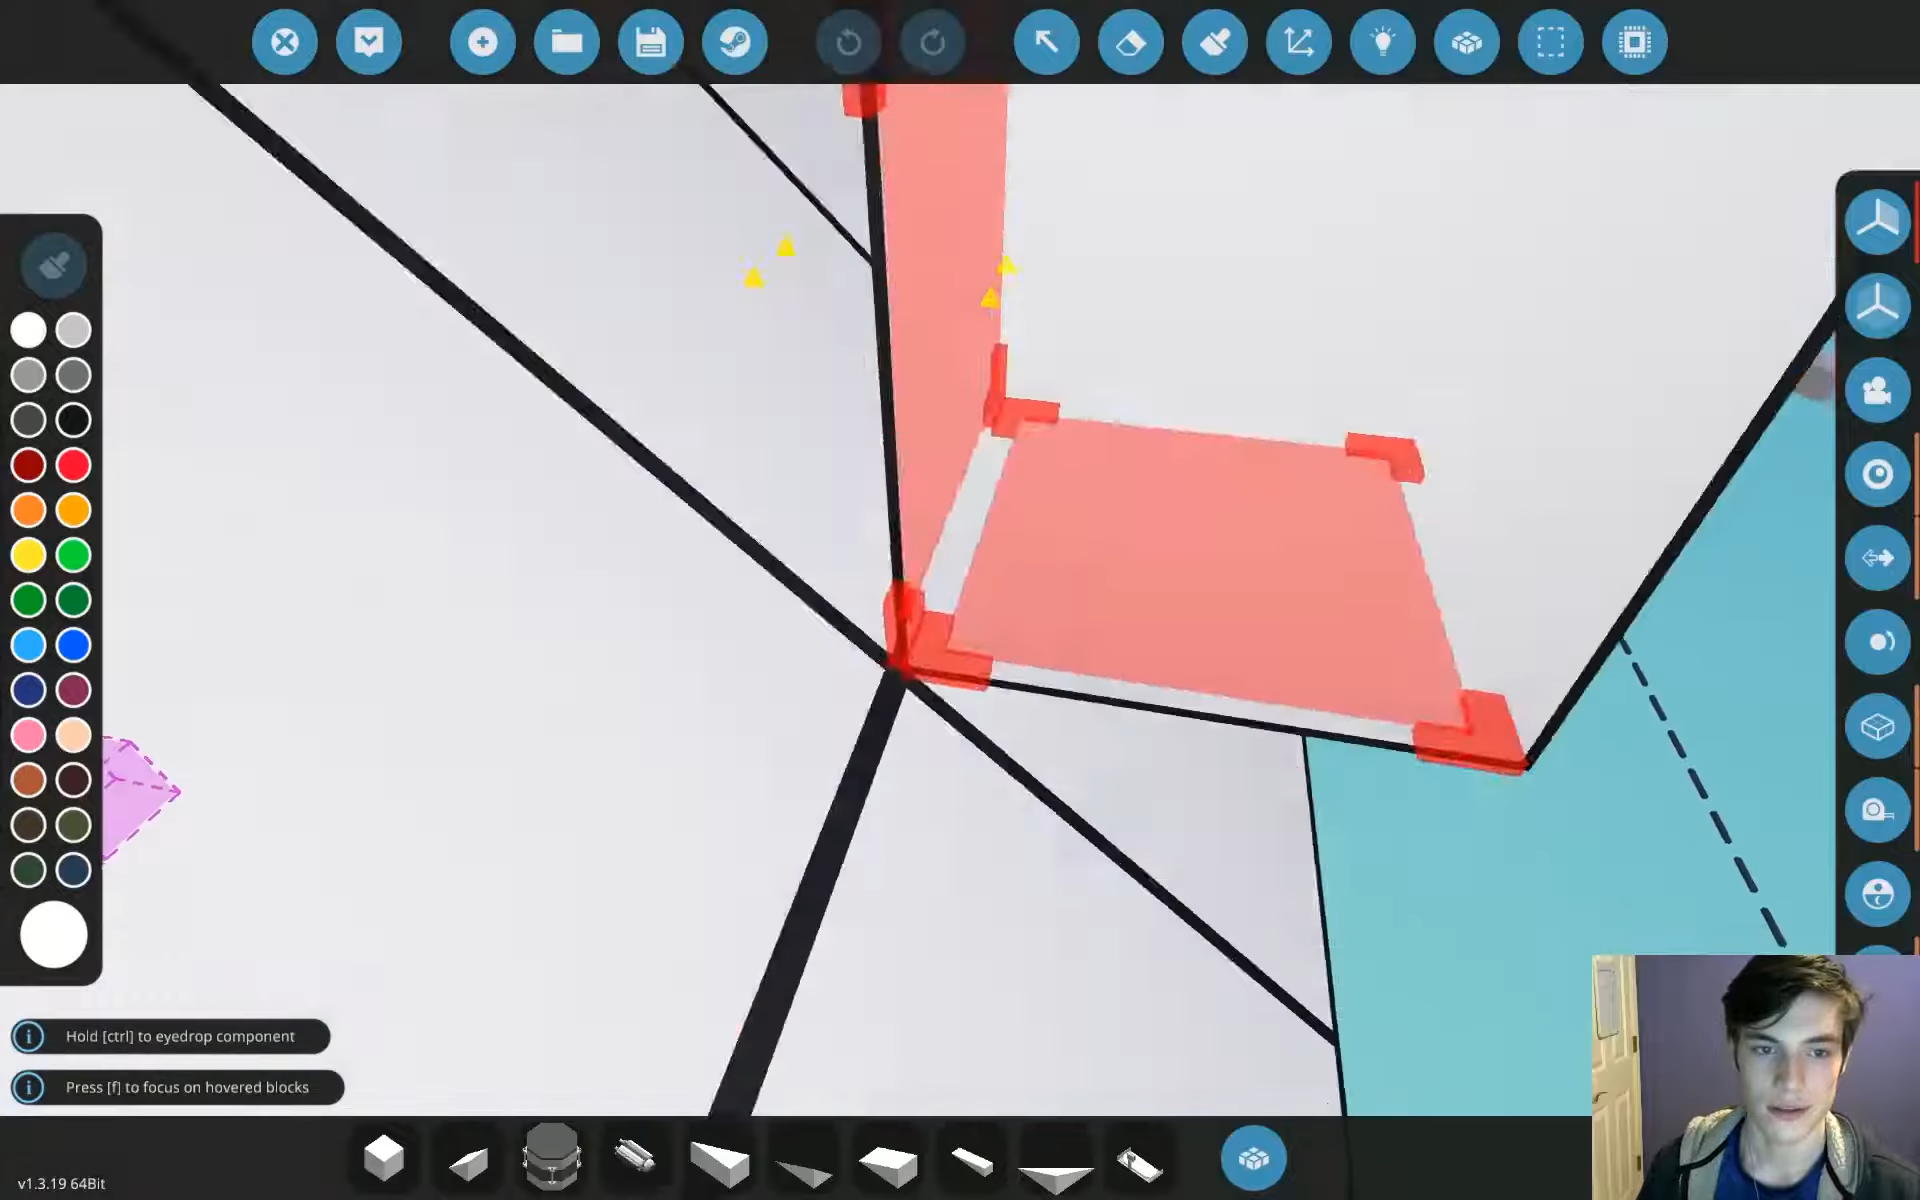 Hold [ctrl] to eyedrop component
Press [f] to focus on hovered blocks
v1.3.19 64Bit